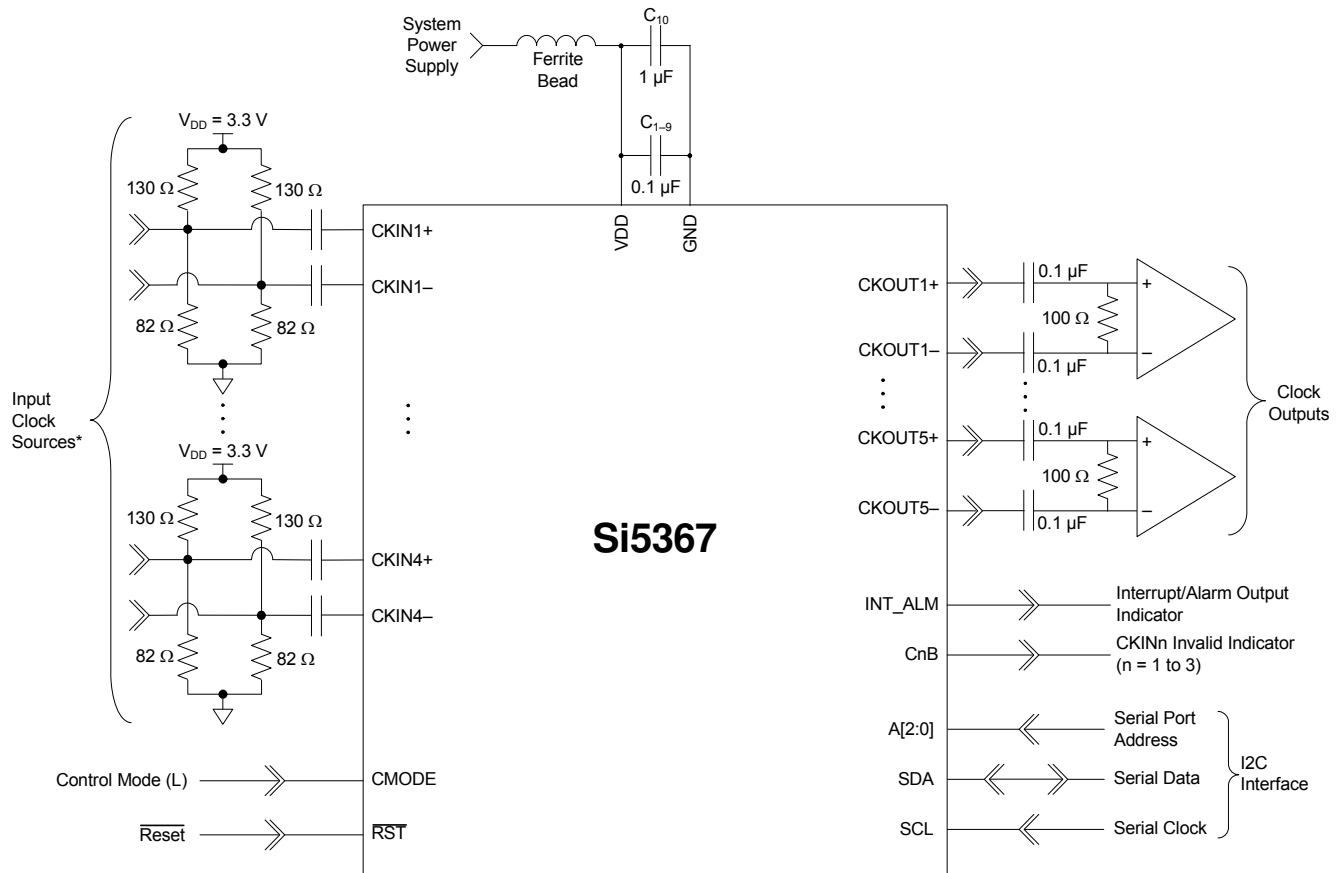 System
Power
Supply
Ferrite
Bead
C10
1 µF
C1–9
0.1 µF
VDD
GND
Input
Clock
Sources*
VDD = 3.3 V
130 Ω
130 Ω
CKIN1+
CKIN1–
82 Ω
82 Ω
VDD = 3.3 V
130 Ω
130 Ω
CKIN4+
CKIN4–
82 Ω
82 Ω
Control Mode (L)
CMODE
Reset
RST
Si5367
CKOUT1+
0.1 µF
+
100 Ω
CKOUT1–
–
0.1 µF
CKOUT5+
0.1 µF
+
100 Ω
CKOUT5–
–
0.1 µF
Clock
Outputs
INT_ALM
Interrupt/Alarm Output
Indicator
CnB
CKINn Invalid Indicator
(n = 1 to 3)
A[2:0]
Serial Port
Address
SDA
Serial Data
SCL
Serial Clock
I2C
Interface